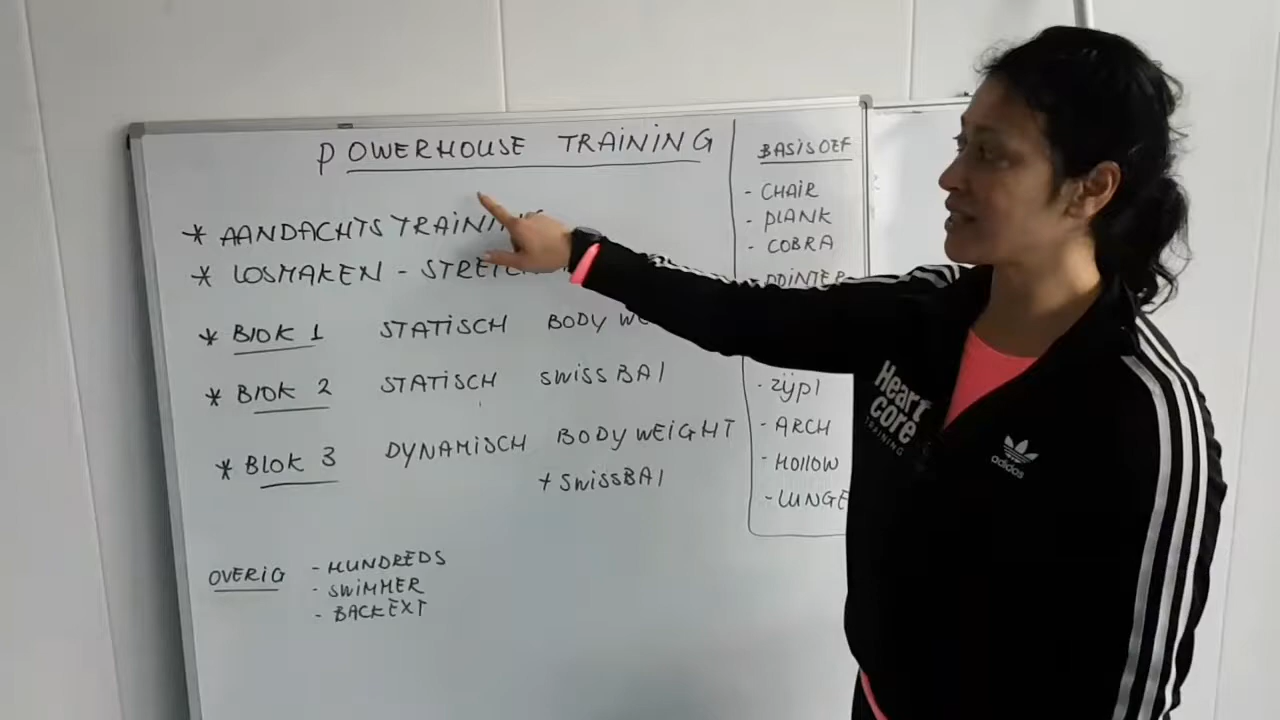 POWERHOUSE TRAINING
* AANDACHTSTRAINING
* LOSMAKEN - STRETCH
* BLOK 1 STATISCH BODY WE
* BLOK 2 STATISCH SWISSBAL
* BLOK 3 DYNAMISCH BODYWEIGHT
+ SWISSBAL
OVERIG - HUNDREDS
- SWIMMER
- BACKEXT
BASISOEF
- CHAIR
- PLANK
- COBRA
- POINTER
- ZIJPL
- ARCH
- HOLLOW
- LUNGE
Heart
core
TRAINING
adidas